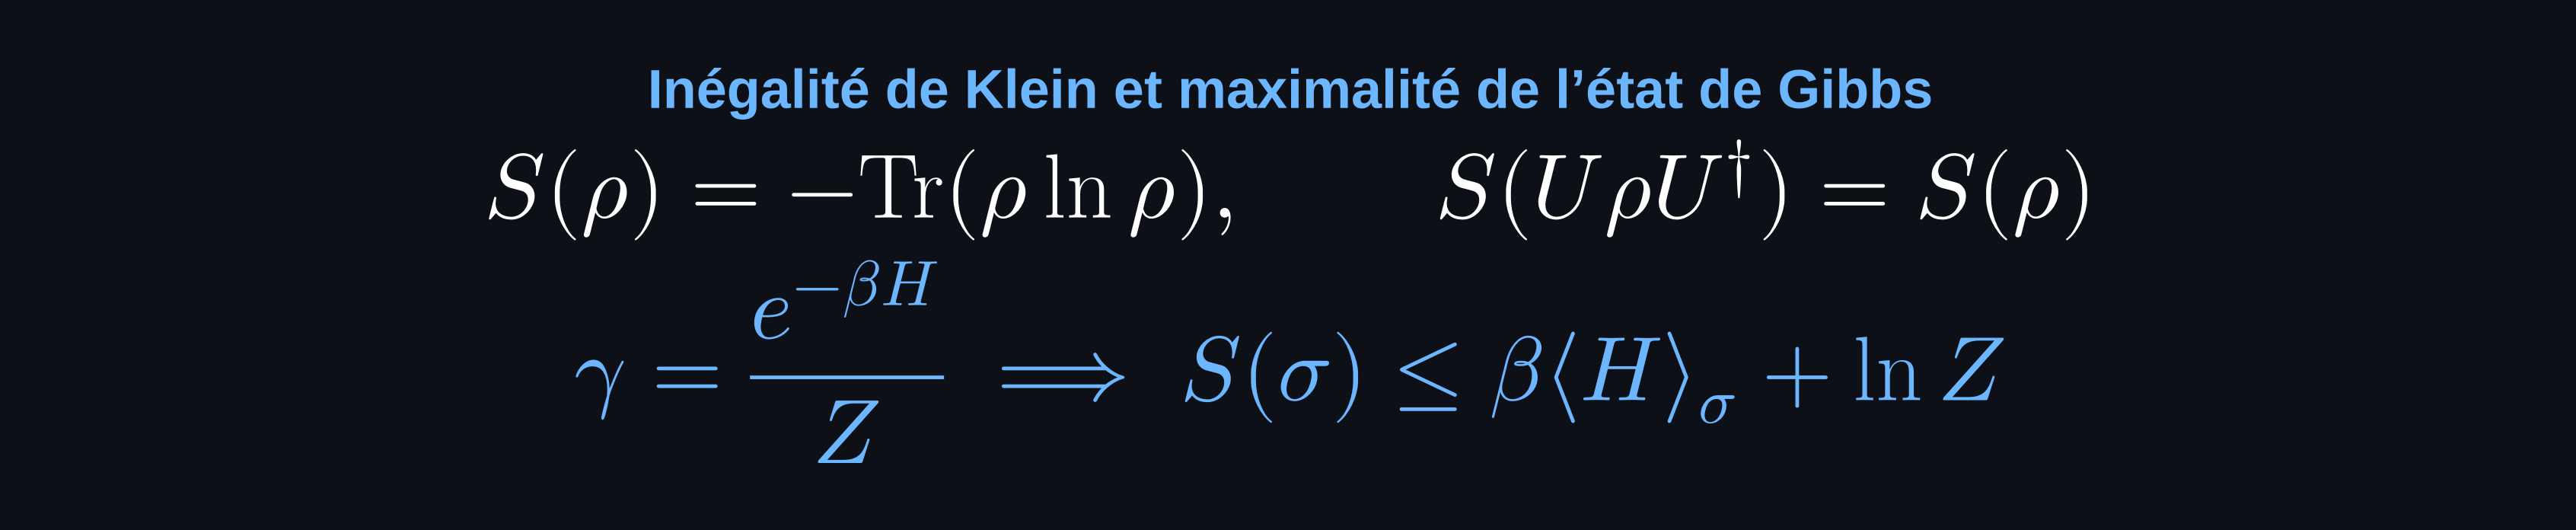 Inégalité de Klein et maximalité de l’état de Gibbs
S(ρ) = −Tr(ρ ln ρ),  S(UρU†) = S(ρ)
γ = e^{−βH} / Z ⟹ S(σ) ≤ β⟨H⟩_σ + ln Z